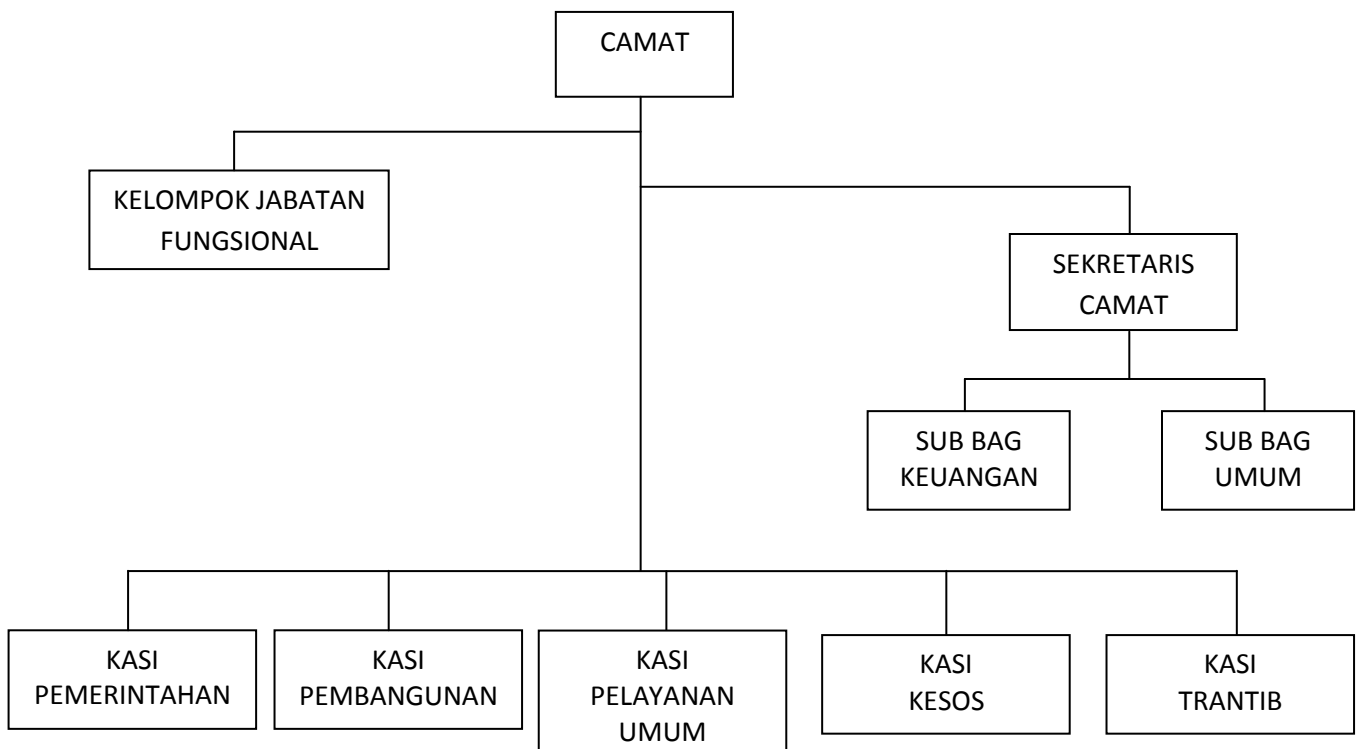 CAMAT
KELOMPOK JABATAN
FUNGSIONAL
SEKRETARIS
CAMAT
SUB BAG
KEUANGAN
SUB BAG
UMUM
KASI
PEMERINTAHAN
KASI
PEMBANGUNAN
KASI
PELAYANAN
UMUM
KASI
KESOS
KASI
TRANTIB